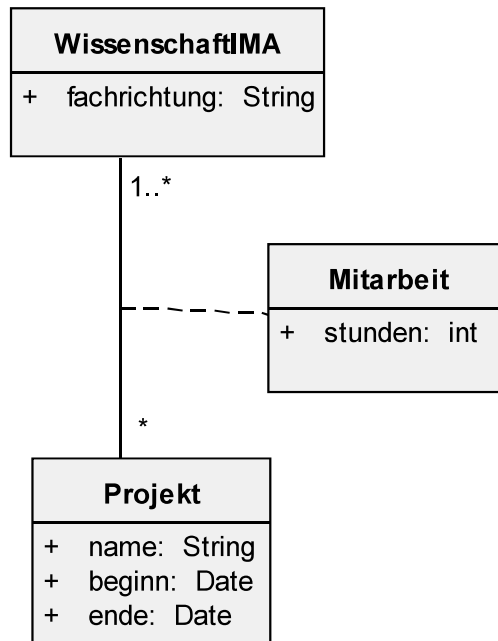 WissenschaftlMA
+ fachrichtung: String
1..*
Mitarbeit
+ stunden: int
*
Projekt
+ name: String
+ beginn: Date
+ ende: Date